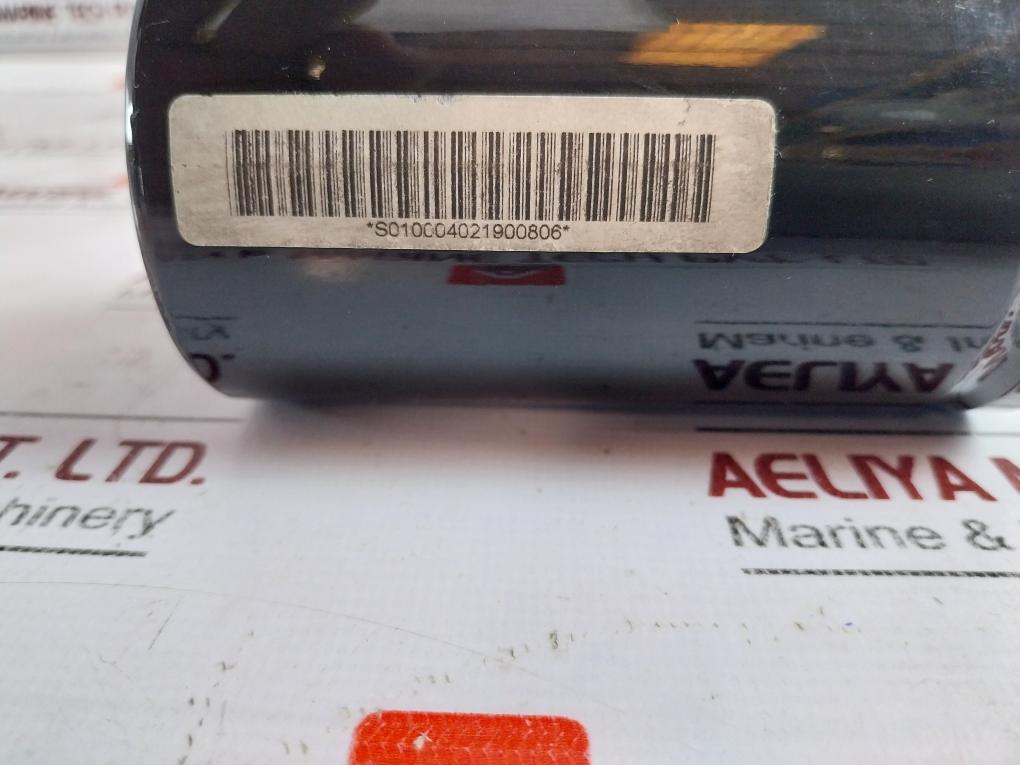 *S010004021900806*
T. LTD.
hinery
AELIYA M
Marine &